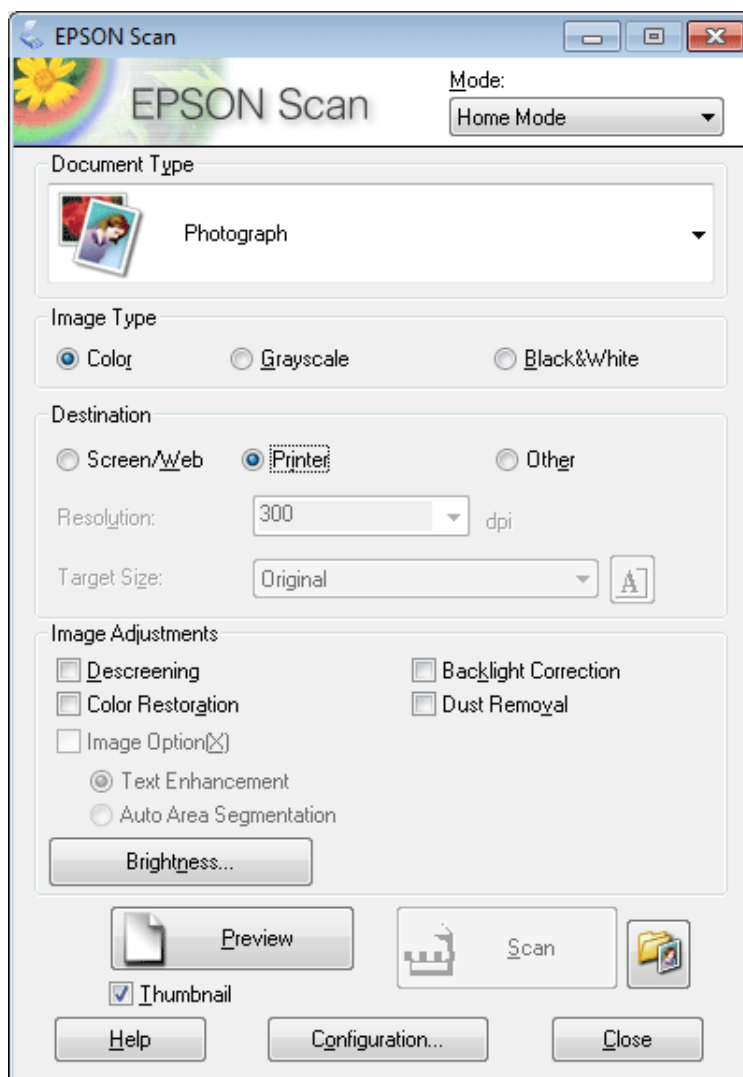 EPSON Scan
EPSON Scan
Mode:
Home Mode
Document Type
Photograph
Image Type
Color Grayscale Black&White
Destination
Screen/Web Printer Other
Resolution: 300 dpi
Target Size: Original A
Image Adjustments
Descreening Backlight Correction
Color Restoration Dust Removal
Image Option(X)
Text Enhancement
Auto Area Segmentation
Brightness...
Preview Scan
Thumbnail
Help Configuration... Close